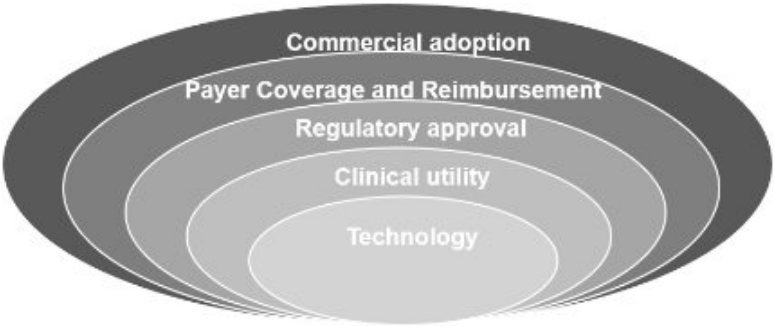 Commercial adoption
Payer Coverage and Reimbursement
Regulatory approval
Clinical utility
Technology